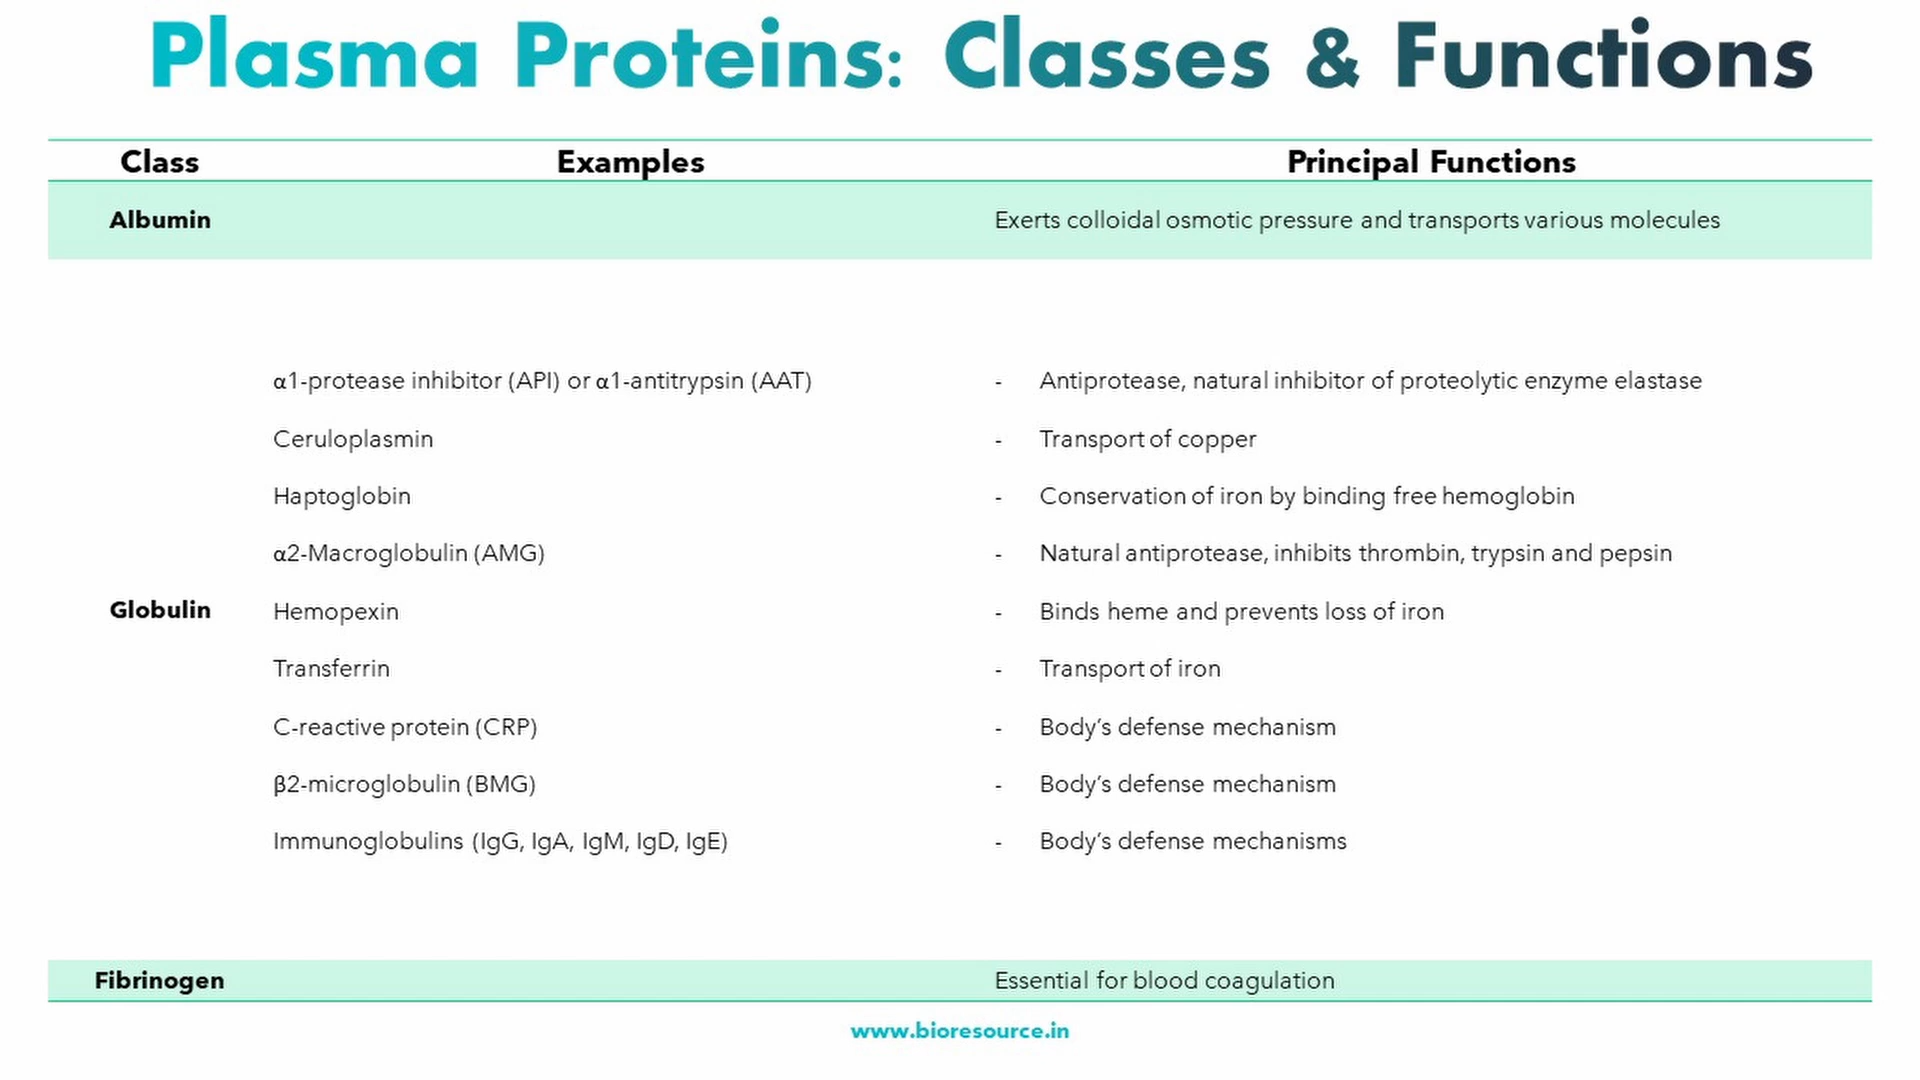 Plasma Proteins: Classes & Functions
Class Examples Principal Functions
Albumin Exerts colloidal osmotic pressure and transports various molecules
α1-protease inhibitor (API) or α1-antitrypsin (AAT) - Antiprotease, natural inhibitor of proteolytic enzyme elastase
Ceruloplasmin - Transport of copper
Haptoglobin - Conservation of iron by binding free hemoglobin
α2-Macroglobulin (AMG) - Natural antiprotease, inhibits thrombin, trypsin and pepsin
Globulin Hemopexin - Binds heme and prevents loss of iron
Transferrin - Transport of iron
C-reactive protein (CRP) - Body’s defense mechanism
β2-microglobulin (BMG) - Body’s defense mechanism
Immunoglobulins (IgG, IgA, IgM, IgD, IgE) - Body’s defense mechanisms
Fibrinogen Essential for blood coagulation
www.bioresource.in